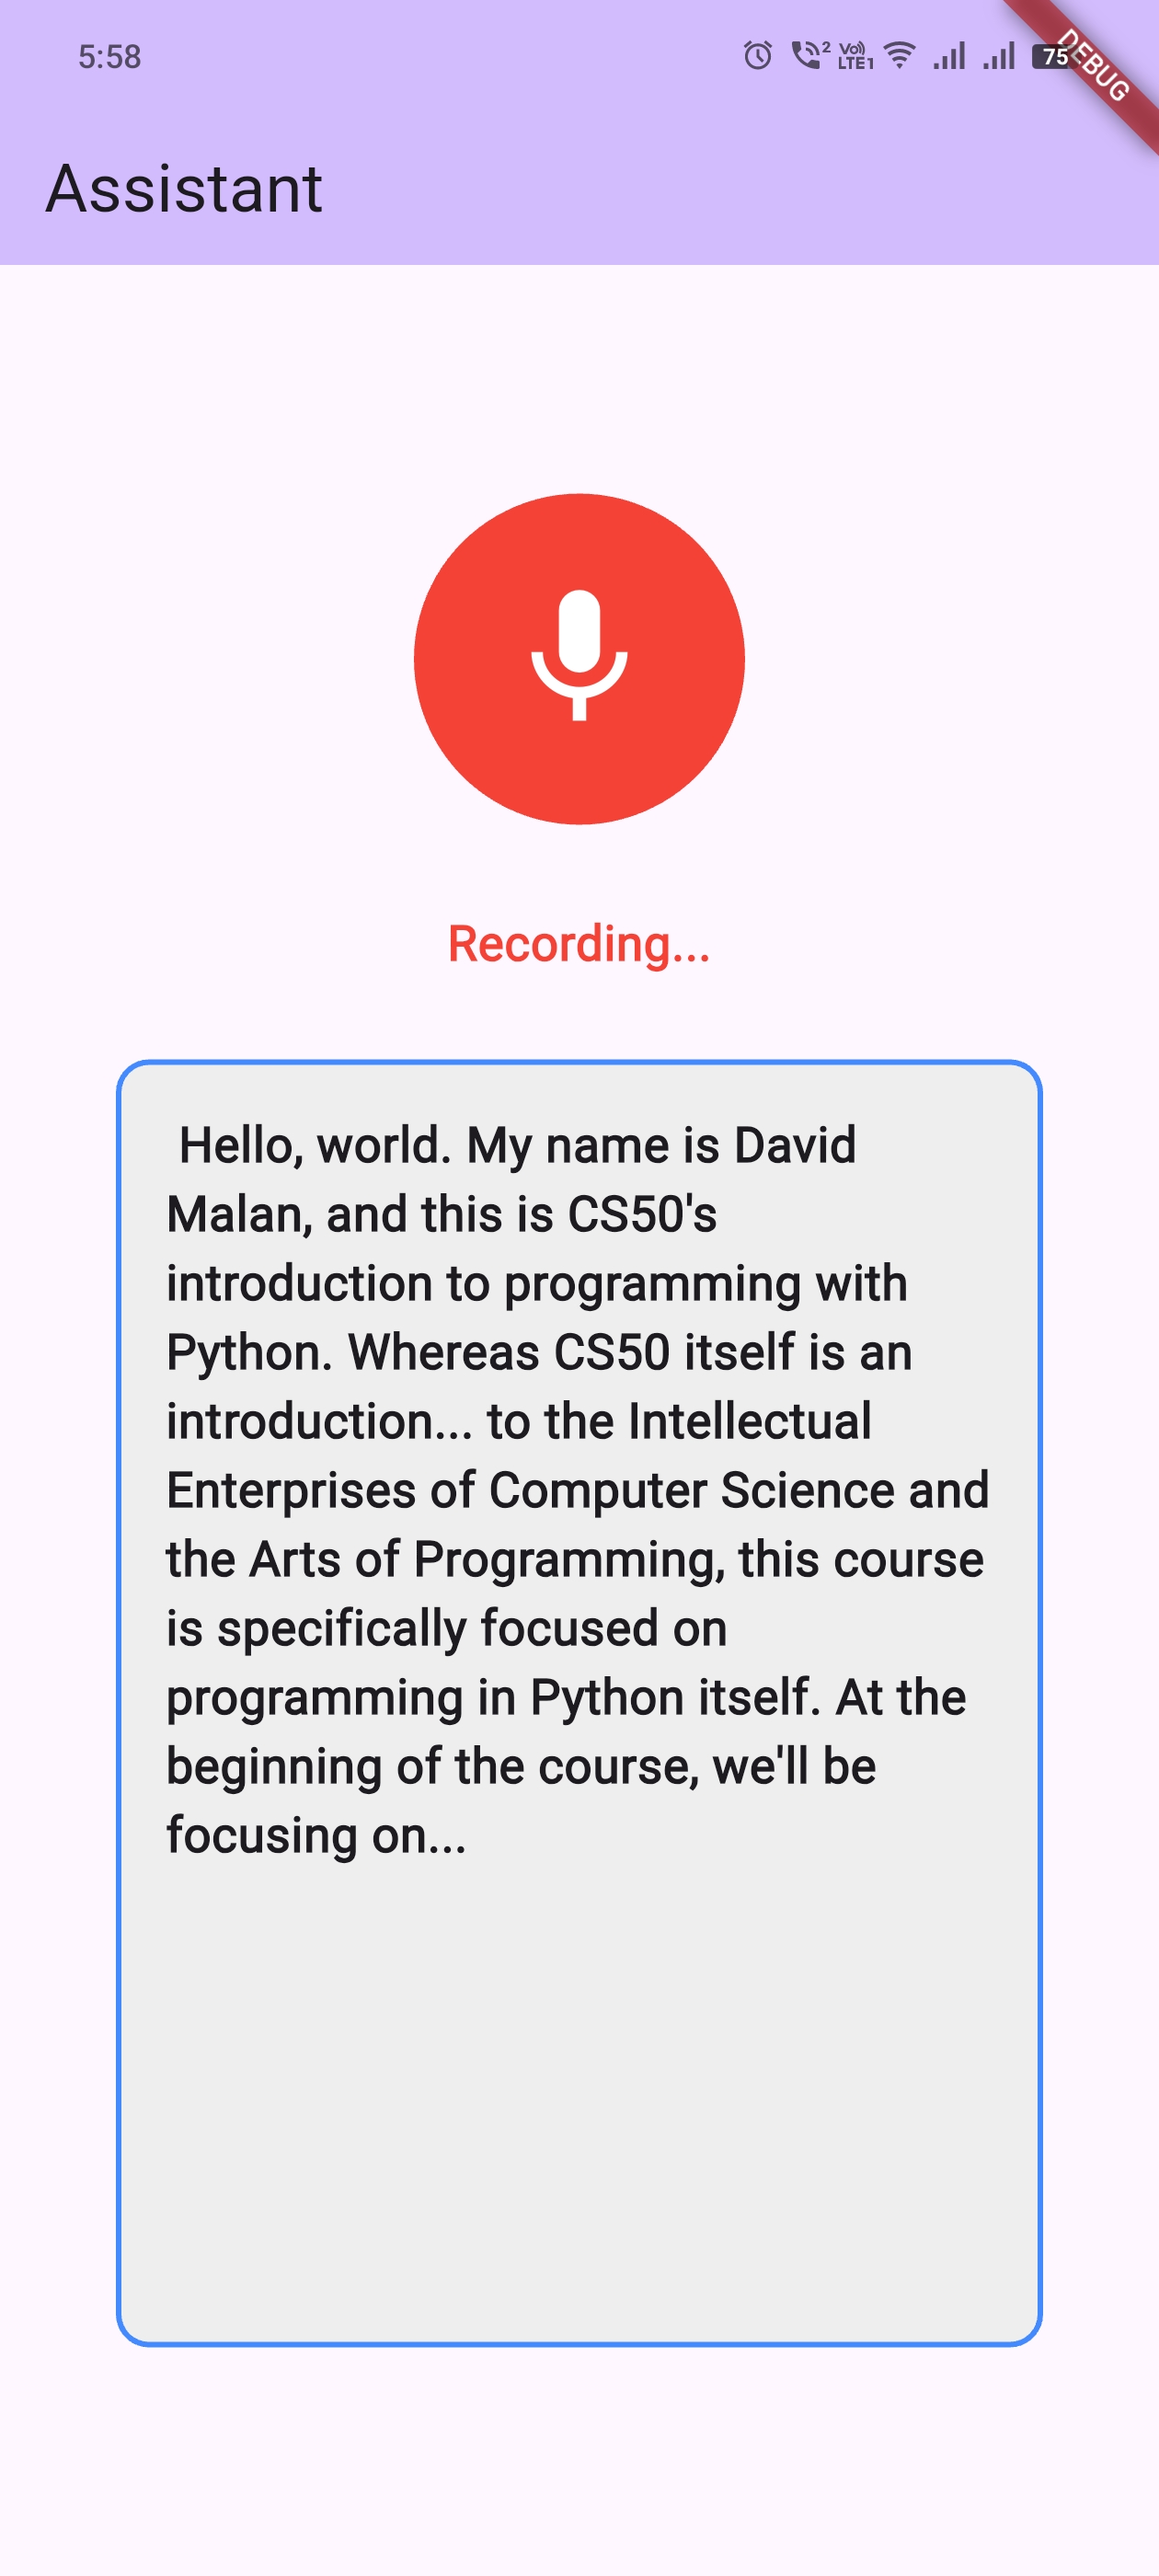 5:58
2 Vo)) LTE1 75
DEBUG
Assistant
Recording...
Hello, world. My name is David
Malan, and this is CS50's
introduction to programming with
Python. Whereas CS50 itself is an
introduction... to the Intellectual
Enterprises of Computer Science and
the Arts of Programming, this course
is specifically focused on
programming in Python itself. At the
beginning of the course, we'll be
focusing on...